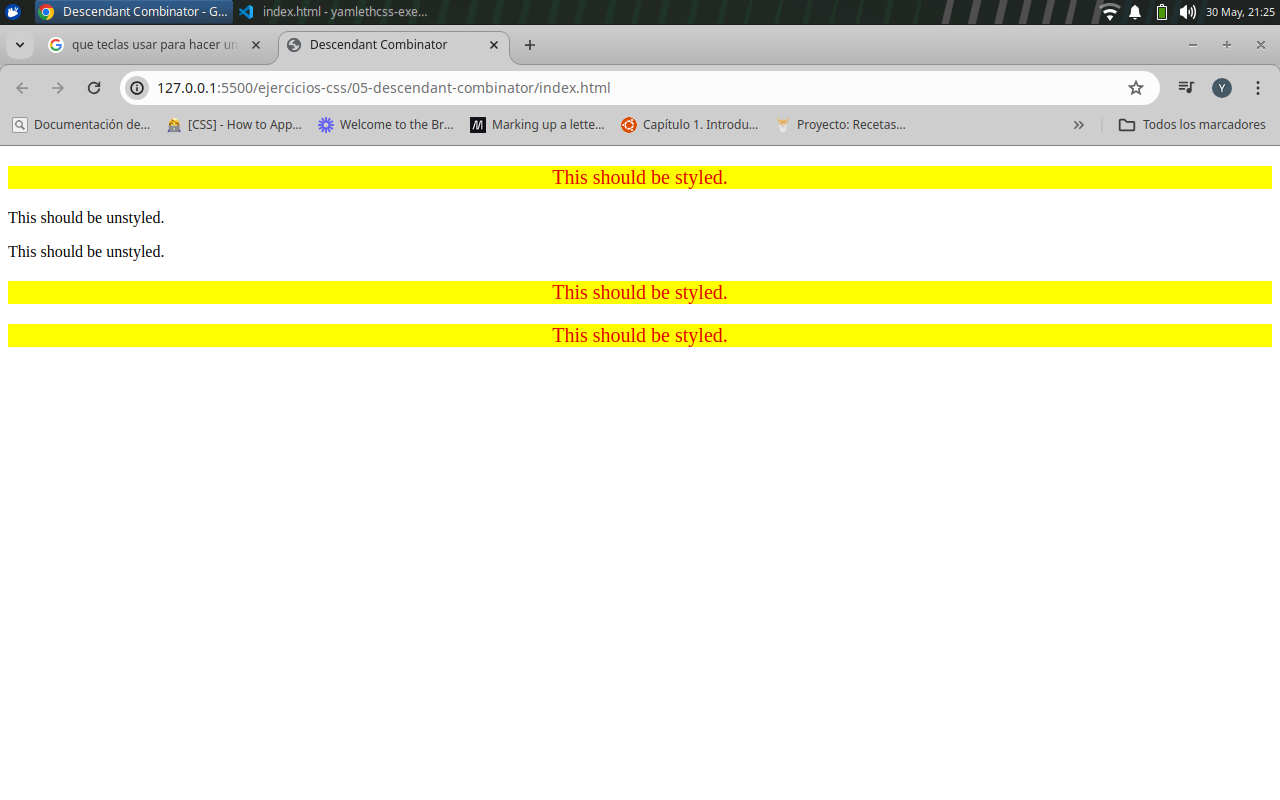 Descendant Combinator - G...
index.html - yamlethcss-exe...
30 May, 21:25
que teclas usar para hacer un
Descendant Combinator
127.0.0.1:5500/ejercicios-css/05-descendant-combinator/index.html
Y
Documentación de...
[CSS] - How to App...
Welcome to the Br...
Marking up a lette...
Capítulo 1. Introdu...
Proyecto: Recetas...
Todos los marcadores
This should be styled.
This should be unstyled.
This should be unstyled.
This should be styled.
This should be styled.